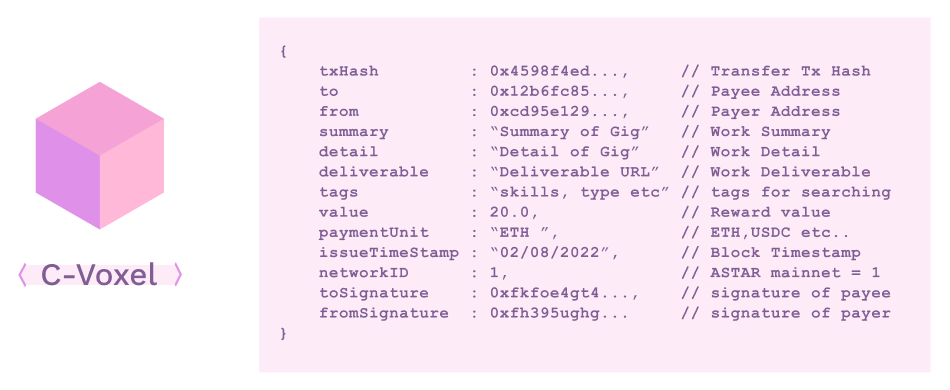 ⟨ C-Voxel ⟩
{
txHash : 0x4598f4ed..., // Transfer Tx Hash
to : 0x12b6fc85..., // Payee Address
from : 0xcd95e129..., // Payer Address
summary : “Summary of Gig” // Work Summary
detail : “Detail of Gig” // Work Detail
deliverable : “Deliverable URL” // Work Deliverable
tags : “skills, type etc” // tags for searching
value : 20.0, // Reward value
paymentUnit : “ETH ”, // ETH,USDC etc..
issueTimeStamp : “02/08/2022”, // Block Timestamp
networkID : 1, // ASTAR mainnet = 1
toSignature : 0xfkfoe4gt4..., // signature of payee
fromSignature : 0xfh395ughg... // signature of payer
}